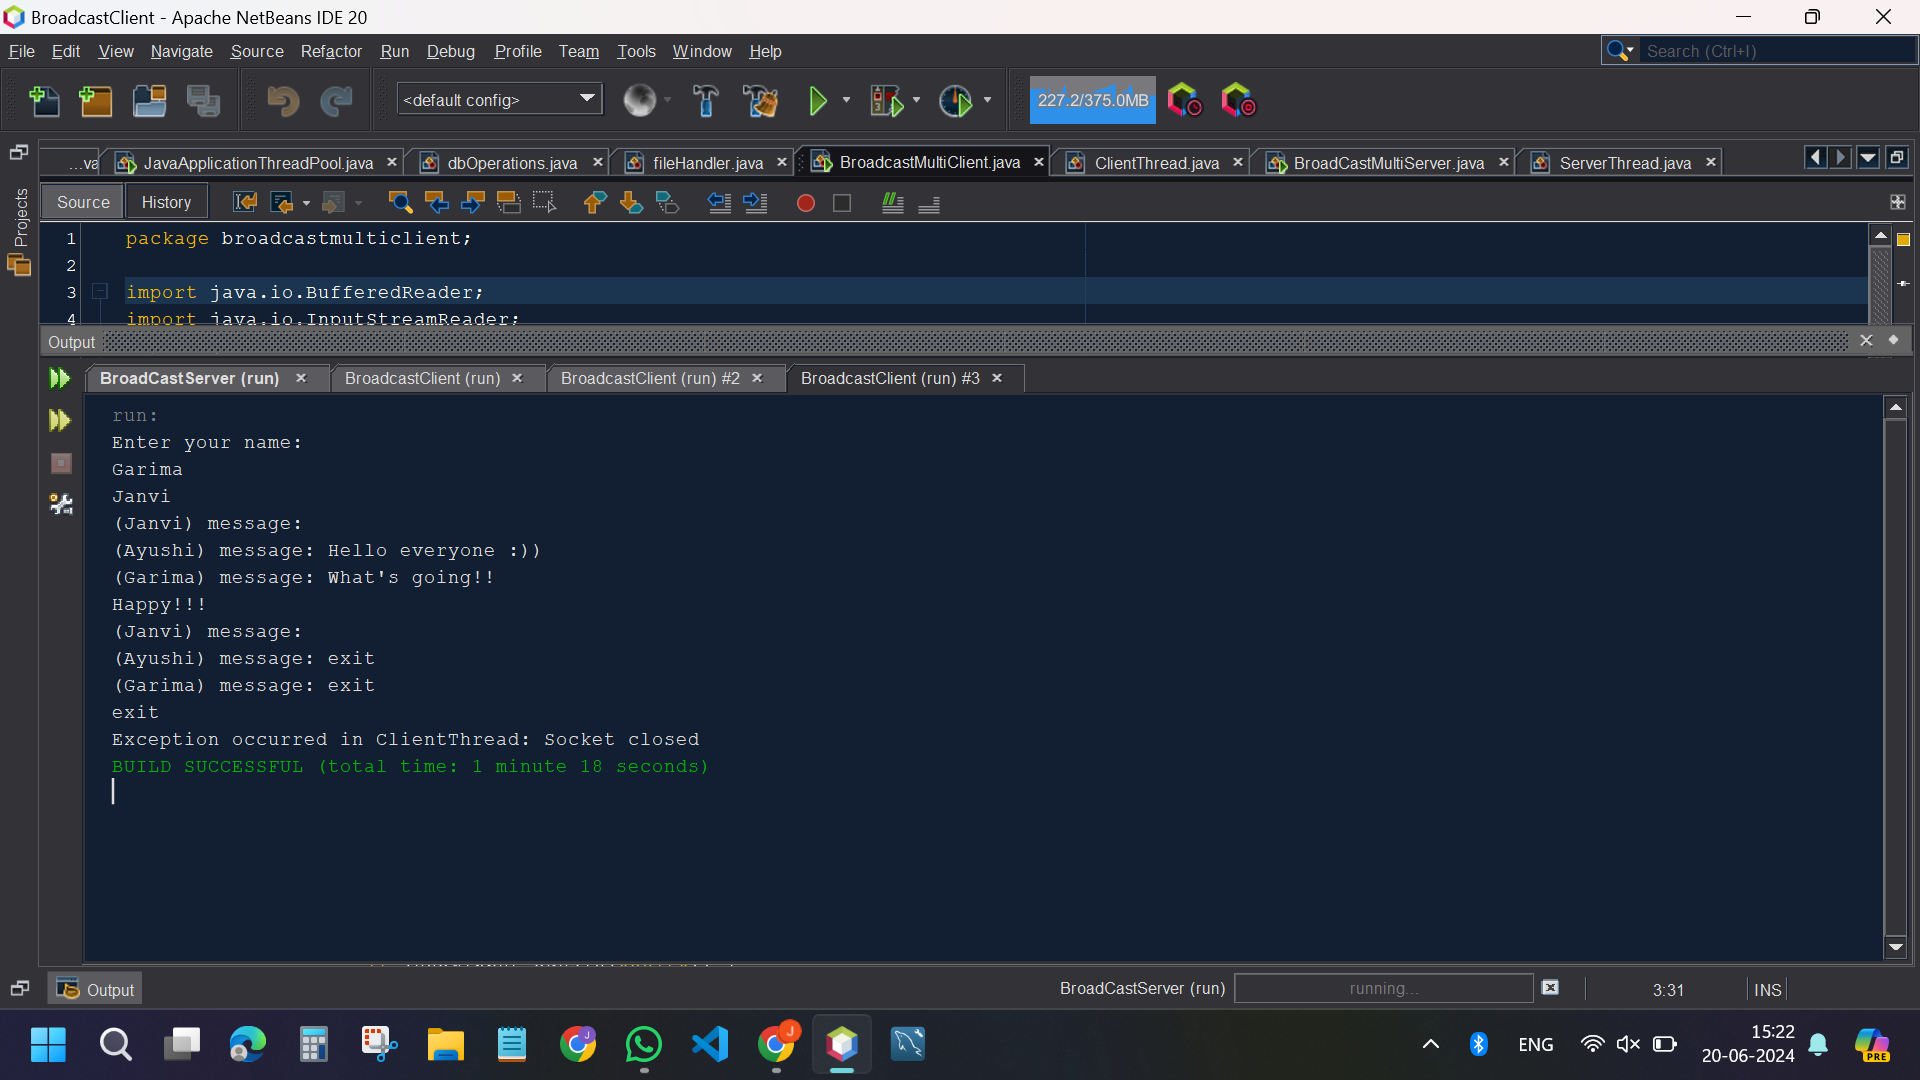 BroadcastClient - Apache NetBeans IDE 20
File Edit View Navigate Source Refactor Run Debug Profile Team Tools Window Help
Search (Ctrl+I)
<default config>
227.2/375.0MB
...va JavaApplicationThreadPool.java dbOperations.java fileHandler.java BroadcastMultiClient.java ClientThread.java BroadCastMultiServer.java ServerThread.java
Projects
Source History
1 package broadcastmulticlient;
2
3 import java.io.BufferedReader;
4 import java.io.InputStreamReader;
Output
BroadCastServer (run) BroadcastClient (run) BroadcastClient (run) #2 BroadcastClient (run) #3
run:
Enter your name:
Garima
Janvi
(Janvi) message:
(Ayushi) message: Hello everyone :))
(Garima) message: What's going!!
Happy!!!
(Janvi) message:
(Ayushi) message: exit
(Garima) message: exit
exit
Exception occurred in ClientThread: Socket closed
BUILD SUCCESSFUL (total time: 1 minute 18 seconds)
Output
BroadCastServer (run) running...
3:31 INS
J J
ENG
15:22
20-06-2024
PRE